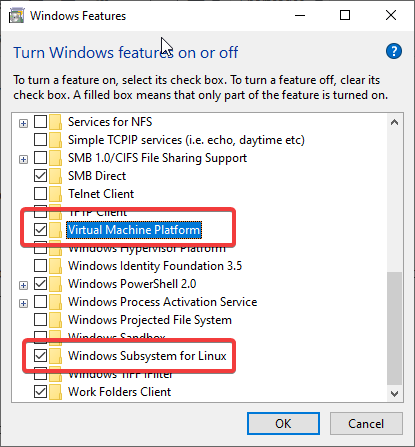 Windows Features
Turn Windows features on or off
?
To turn a feature on, select its check box. To turn a feature off, clear its
check box. A filled box means that only part of the feature is turned on.
Services for NFS
Simple TCPIP services (i.e. echo, daytime etc)
SMB 1.0/CIFS File Sharing Support
SMB Direct
Telnet Client
TFTP Client
Virtual Machine Platform
Windows Hypervisor Platform
Windows Identity Foundation 3.5
Windows PowerShell 2.0
Windows Process Activation Service
Windows Projected File System
Windows Sandbox
Windows Subsystem for Linux
Windows TIFF IFilter
Work Folders Client
OK
Cancel